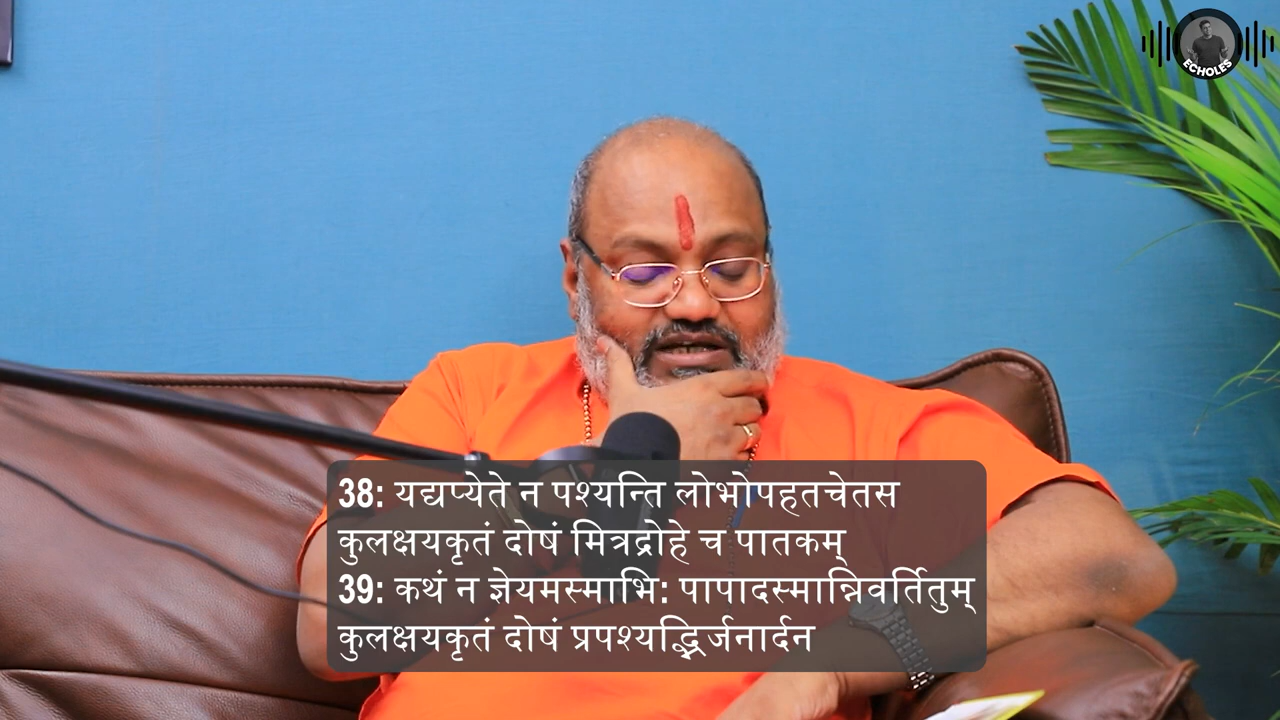 ECHOLES
38: यद्यप्येते न पश्यन्ति लोभोपहतचेतस
कुलक्षयकृतं दोषं मित्रद्रोहे च पातकम्
39: कथं न ज्ञेयमस्माभि: पापादस्मान्निवर्तितुम्
कुलक्षयकृतं दोषं प्रपश्यद्भिर्जनार्दन